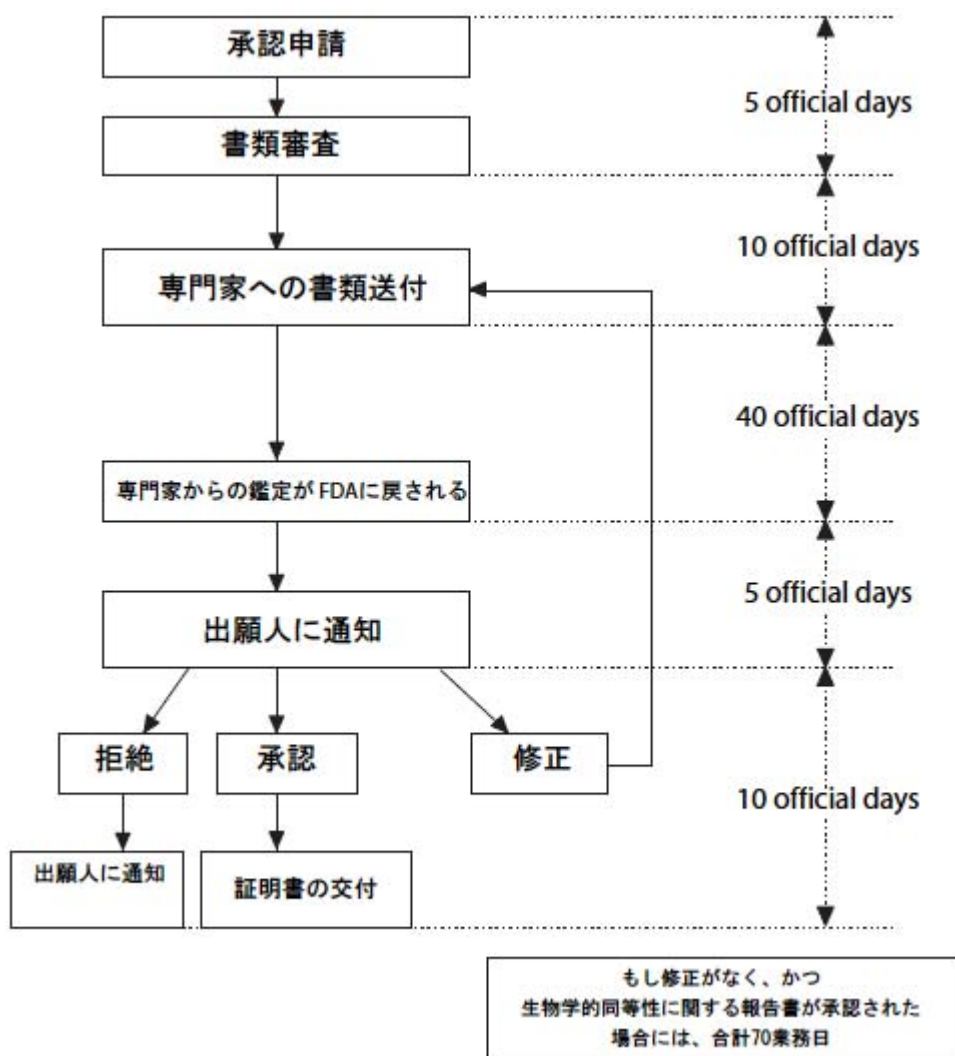 承認申請
5 official days
書類審査
10 official days
専門家への書類送付
40 official days
専門家からの鑑定が FDAに戻される
5 official days
出願人に通知
拒絶
承認
修正
10 official days
出願人に通知
証明書の交付
もし修正がなく、かつ
生物学的同等性に関する報告書が承認された
場合には、合計70業務日